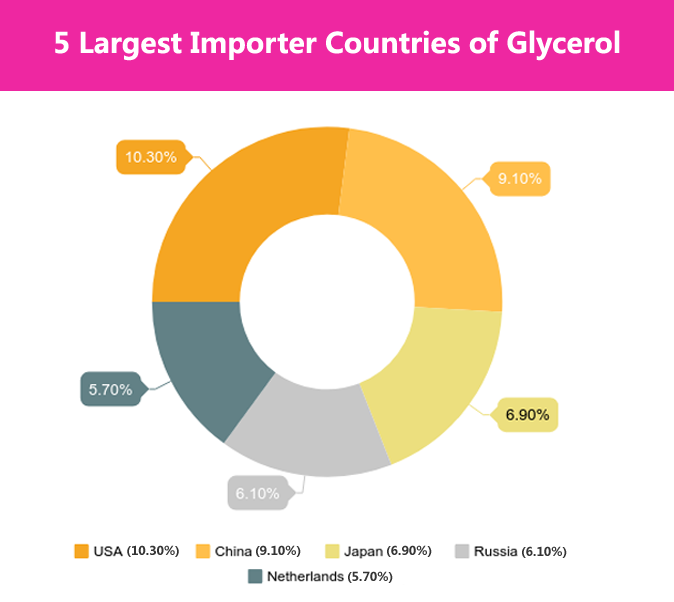 5 Largest Importer Countries of Glycerol
10.30%
9.10%
5.70%
6.90%
6.10%
USA (10.30%) China (9.10%) Japan (6.90%) Russia (6.10%)
Netherlands (5.70%)